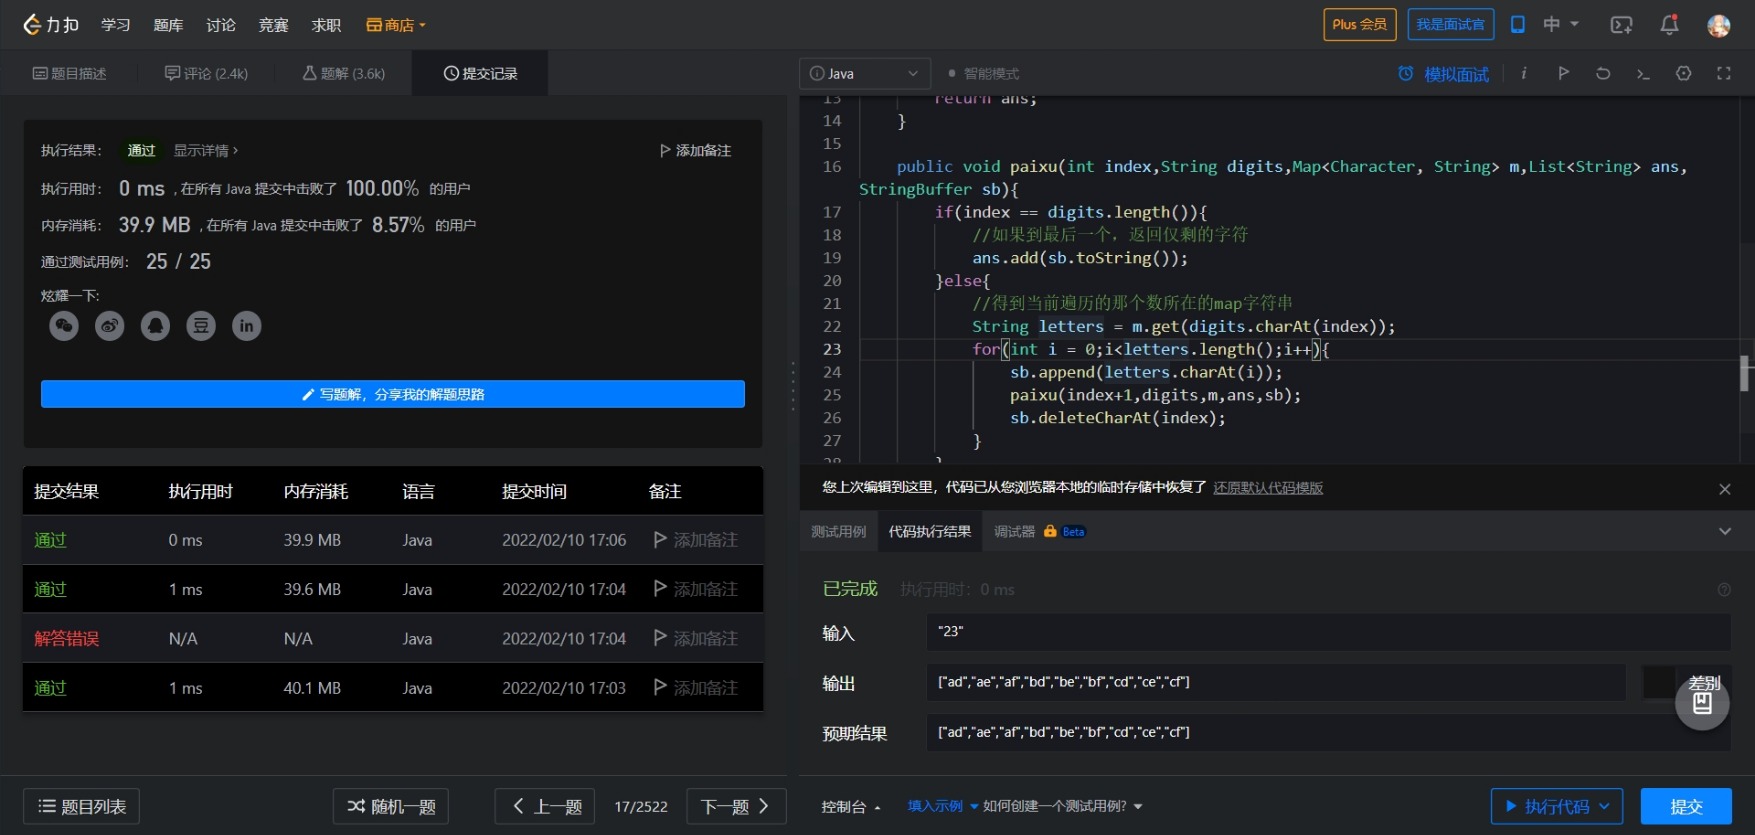 力扣 学习 题库 讨论 竞赛 求职 商店
Plus 会员 我是面试官 中
题目描述 评论 (2.4k) 题解 (3.6k) 提交记录
执行结果： 通过 显示详情 ›
添加备注
执行用时： 0 ms , 在所有 Java 提交中击败了 100.00% 的用户
内存消耗： 39.9 MB , 在所有 Java 提交中击败了 8.57% 的用户
通过测试用例： 25 / 25
炫耀一下:
豆 in
写题解，分享我的解题思路
提交结果 执行用时 内存消耗 语言 提交时间 备注
通过 0 ms 39.9 MB Java 2022/02/10 17:06 添加备注
通过 1 ms 39.6 MB Java 2022/02/10 17:04 添加备注
解答错误 N/A N/A Java 2022/02/10 17:04 添加备注
通过 1 ms 40.1 MB Java 2022/02/10 17:03 添加备注
题目列表 随机一题 上一题 17/2522 下一题
Java 智能模式
模拟面试 i
13 return ans;
14 }
15
16 public void paixu(int index,String digits,Map<Character, String> m,List<String> ans,
StringBuffer sb){
17 if(index == digits.length()){
18 //如果到最后一个，返回仅剩的字符
19 ans.add(sb.toString());
20 }else{
21 //得到当前遍历的那个数所在的map字符串
22 String letters = m.get(digits.charAt(index));
23 for(int i = 0;i<letters.length();i++){
24 sb.append(letters.charAt(i));
25 paixu(index+1,digits,m,ans,sb);
26 sb.deleteCharAt(index);
27 }
28 }
您上次编辑到这里，代码已从您浏览器本地的临时存储中恢复了 还原默认代码模版
测试用例 代码执行结果 调试器 Beta
已完成 执行用时：0 ms
输入 "23"
输出 ["ad","ae","af","bd","be","bf","cd","ce","cf"]
差别
预期结果 ["ad","ae","af","bd","be","bf","cd","ce","cf"]
控制台 填入示例 如何创建一个测试用例?
执行代码 提交